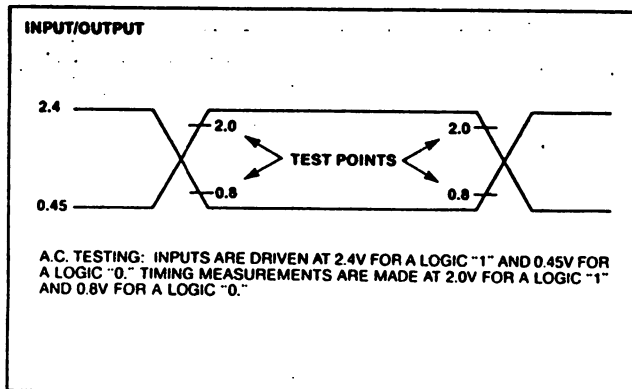 INPUT/OUTPUT
2.4
2.0
2.0
TEST POINTS
0.8
0.8
0.45
A.C. TESTING: INPUTS ARE DRIVEN AT 2.4V FOR A LOGIC "1" AND 0.45V FOR
A LOGIC "0." TIMING MEASUREMENTS ARE MADE AT 2.0V FOR A LOGIC "1"
AND 0.8V FOR A LOGIC "0."